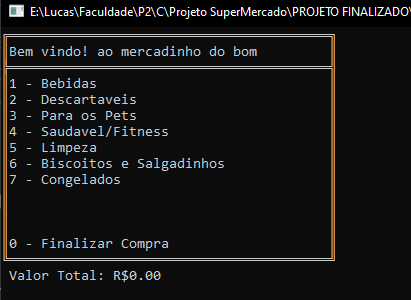 E:\Lucas\Faculdade\P2\C\Projeto SuperMercado\PROJETO FINALIZADO\
Bem vindo! ao mercadinho do bom
1 - Bebidas
2 - Descartaveis
3 - Para os Pets
4 - Saudavel/Fitness
5 - Limpeza
6 - Biscoitos e Salgadinhos
7 - Congelados
0 - Finalizar Compra
Valor Total: R$0.00